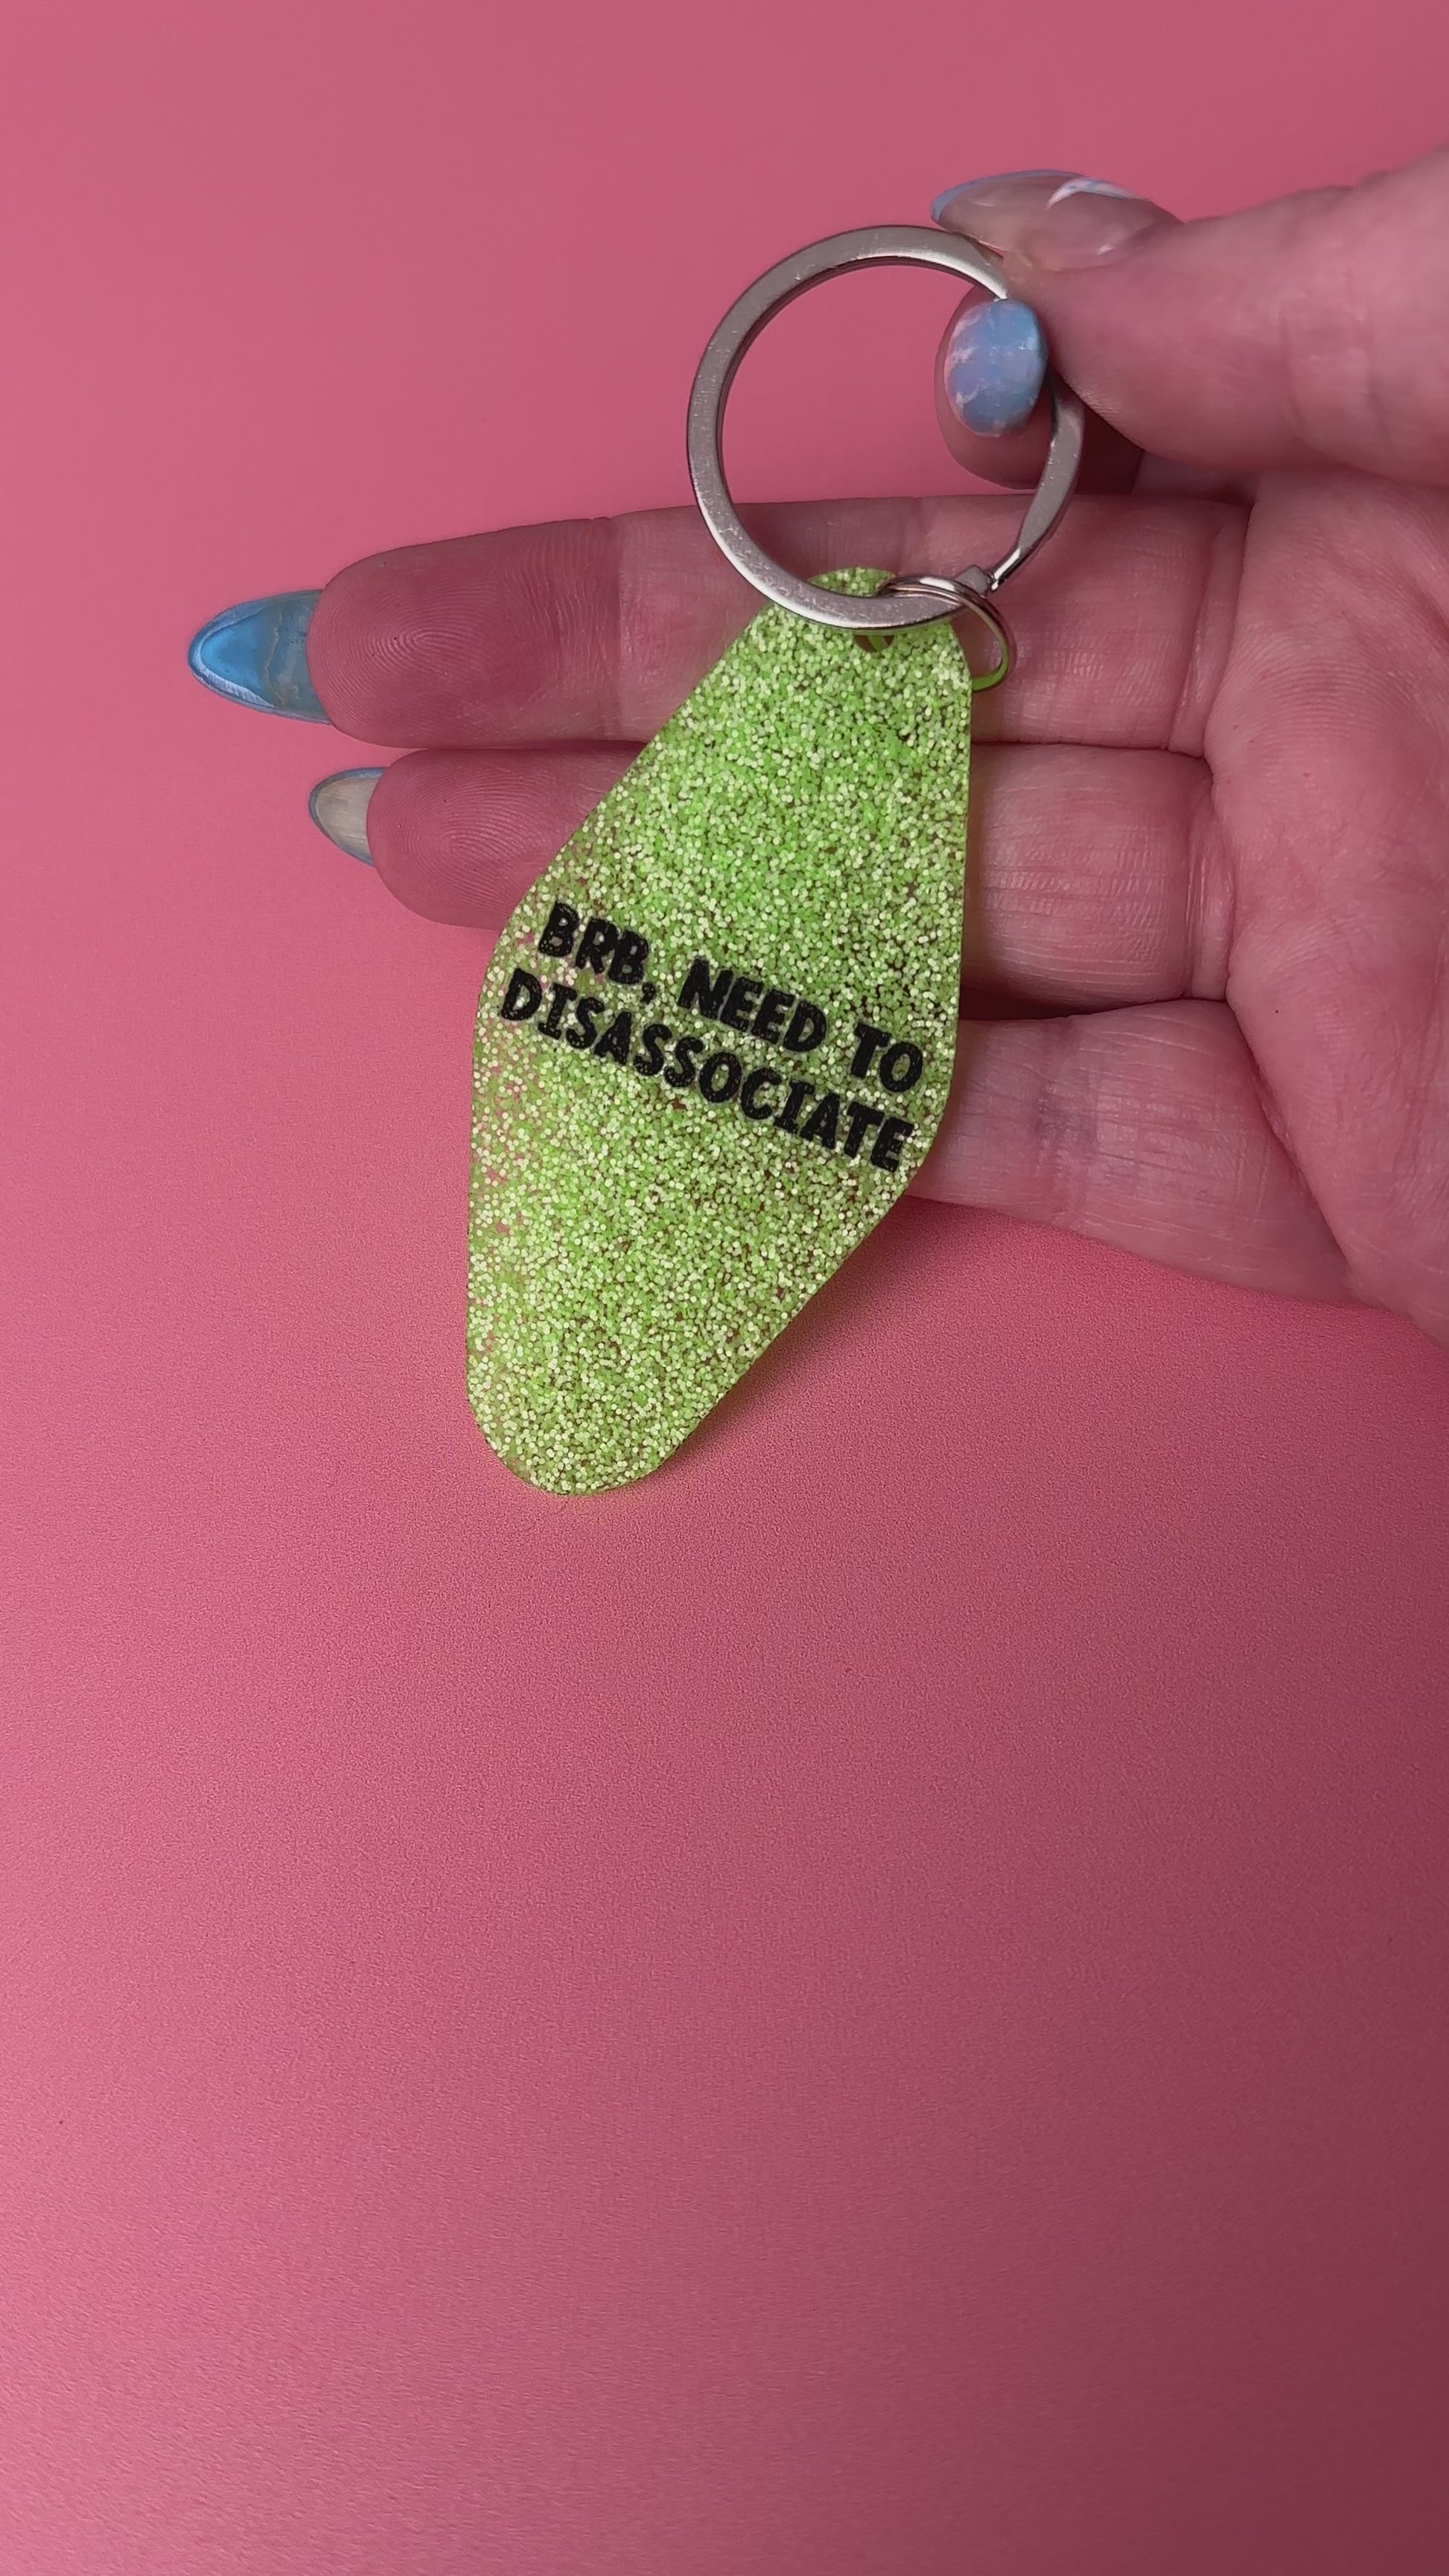 BRB, NEED TO
DISASSOCIATE